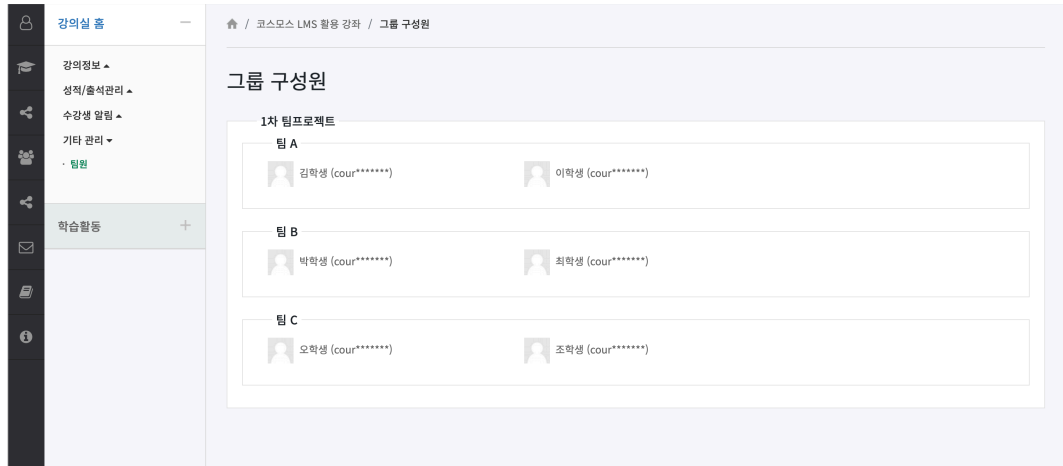 강의실 홈
강의정보
성적/출석관리
수강생 알림
기타 관리
· 팀원
학습활동
/ 코스모스 LMS 활용 강좌 / 그룹 구성원
그룹 구성원
1차 팀프로젝트
팀 A
김학생 (cour*******) 이학생 (cour*******)
팀 B
박학생 (cour*******) 최학생 (cour*******)
팀 C
오학생 (cour*******) 조학생 (cour*******)